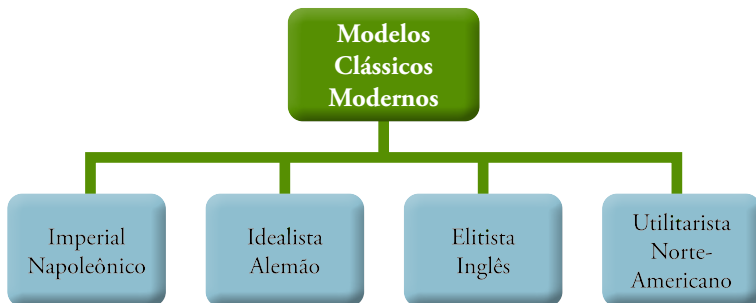 Modelos
Clássicos
Modernos
Imperial
Napoleônico
Idealista
Alemão
Elitista
Inglês
Utilitarista
Norte-
Americano